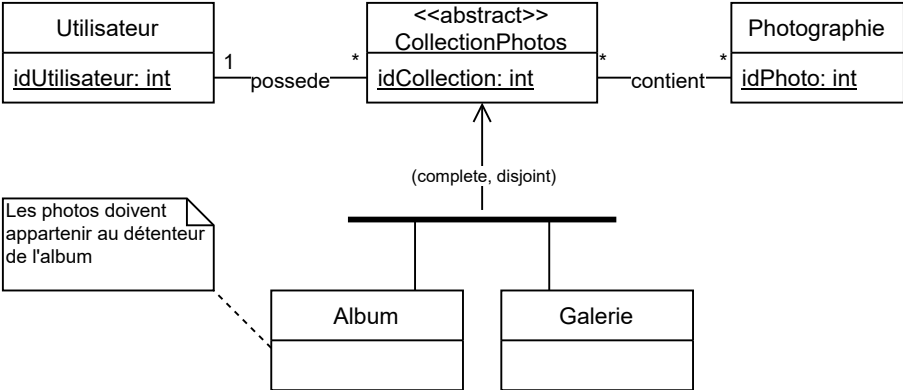 Utilisateur
idUtilisateur: int
1
possede
*
<<abstract>>
CollectionPhotos
idCollection: int
*
contient
*
Photographie
idPhoto: int
(complete, disjoint)
Les photos doivent
appartenir au détenteur
de l'album
Album
Galerie